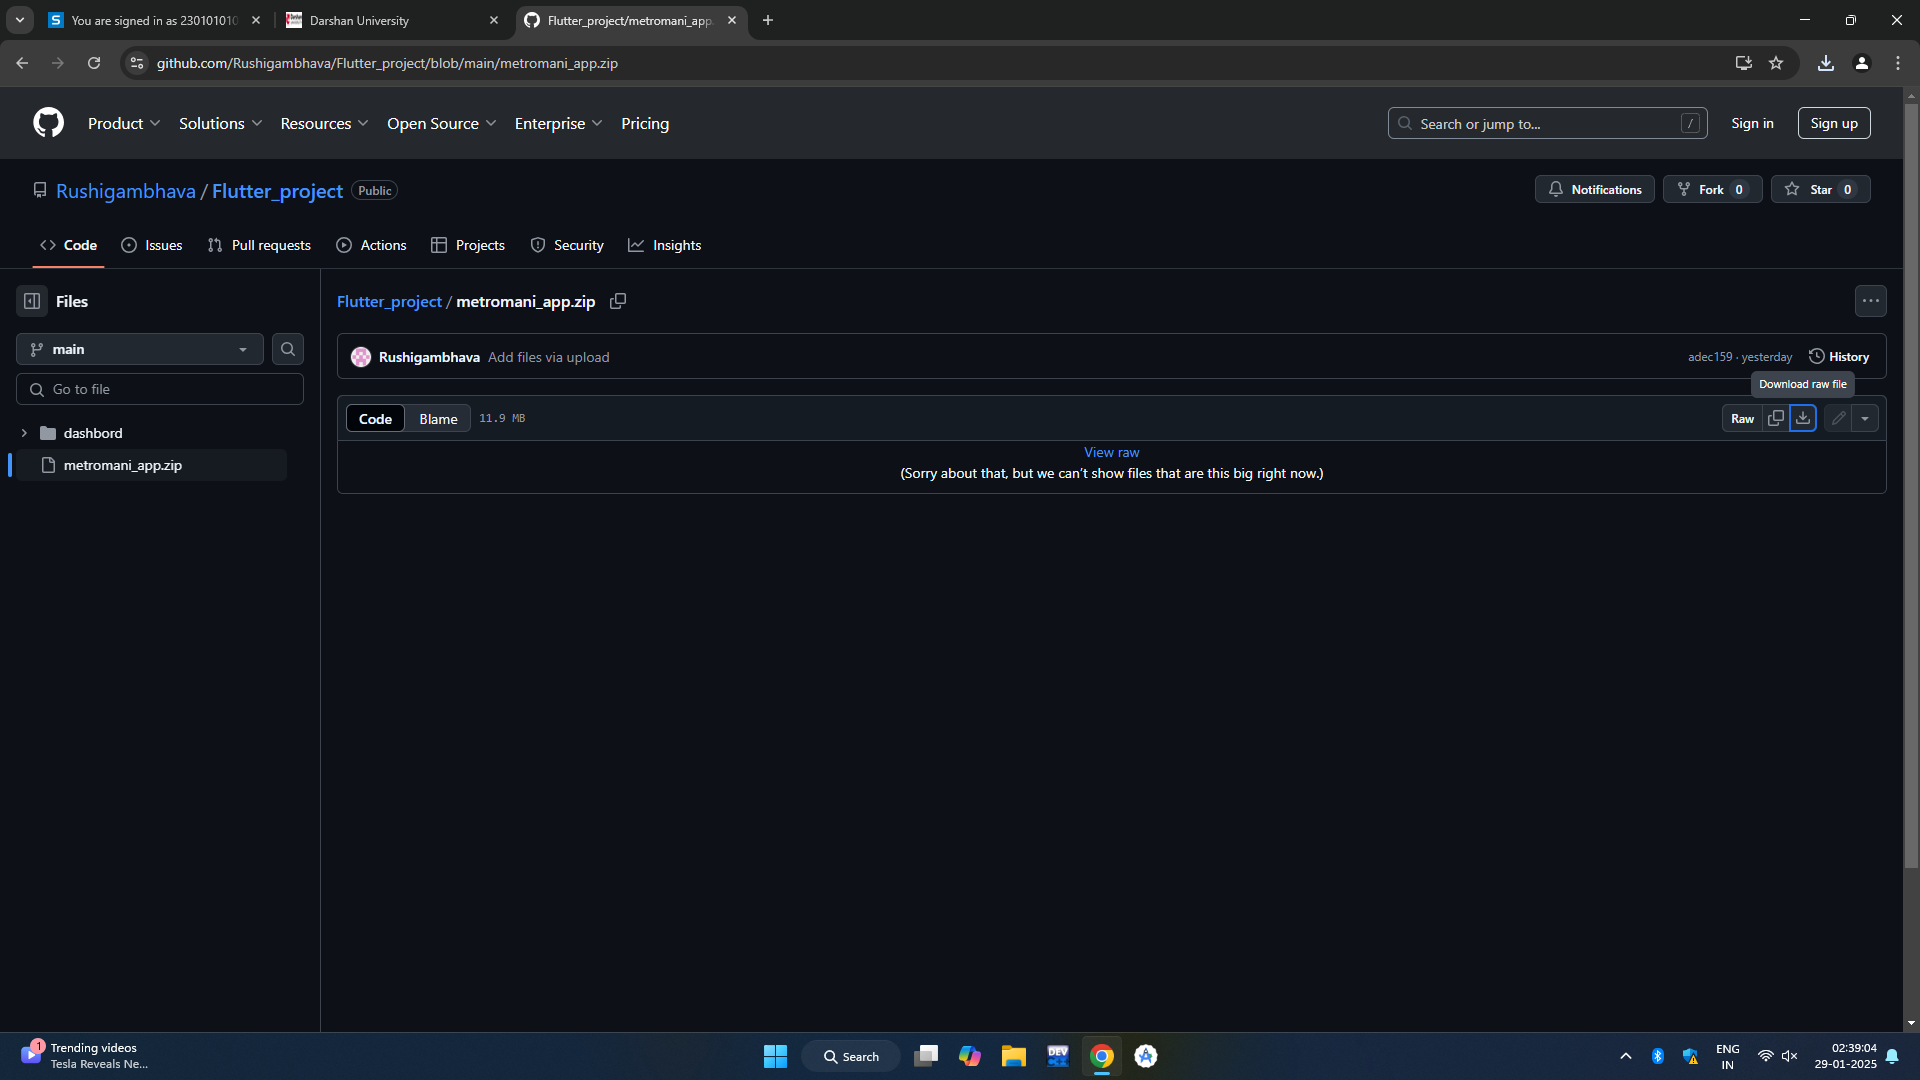 You are signed in as 230101010
Darshan University
Flutter_project/metromani_app.
github.com/Rushigambhava/Flutter_project/blob/main/metromani_app.zip
Product Solutions Resources Open Source Enterprise Pricing
Search or jump to... /
Sign in
Sign up
Rushigambhava / Flutter_project Public
Notifications
Fork 0
Star 0
Code Issues Pull requests Actions Projects Security Insights
Files
Flutter_project / metromani_app.zip
main
Rushigambhava Add files via upload
adec159 · yesterday
History
Download raw file
Go to file
Code Blame 11.9 MB
Raw
dashbord
View raw
metromani_app.zip
(Sorry about that, but we can't show files that are this big right now.)
1
Trending videos
Tesla Reveals Ne...
Search
DEV
ENG
IN
02:39:04
29-01-2025